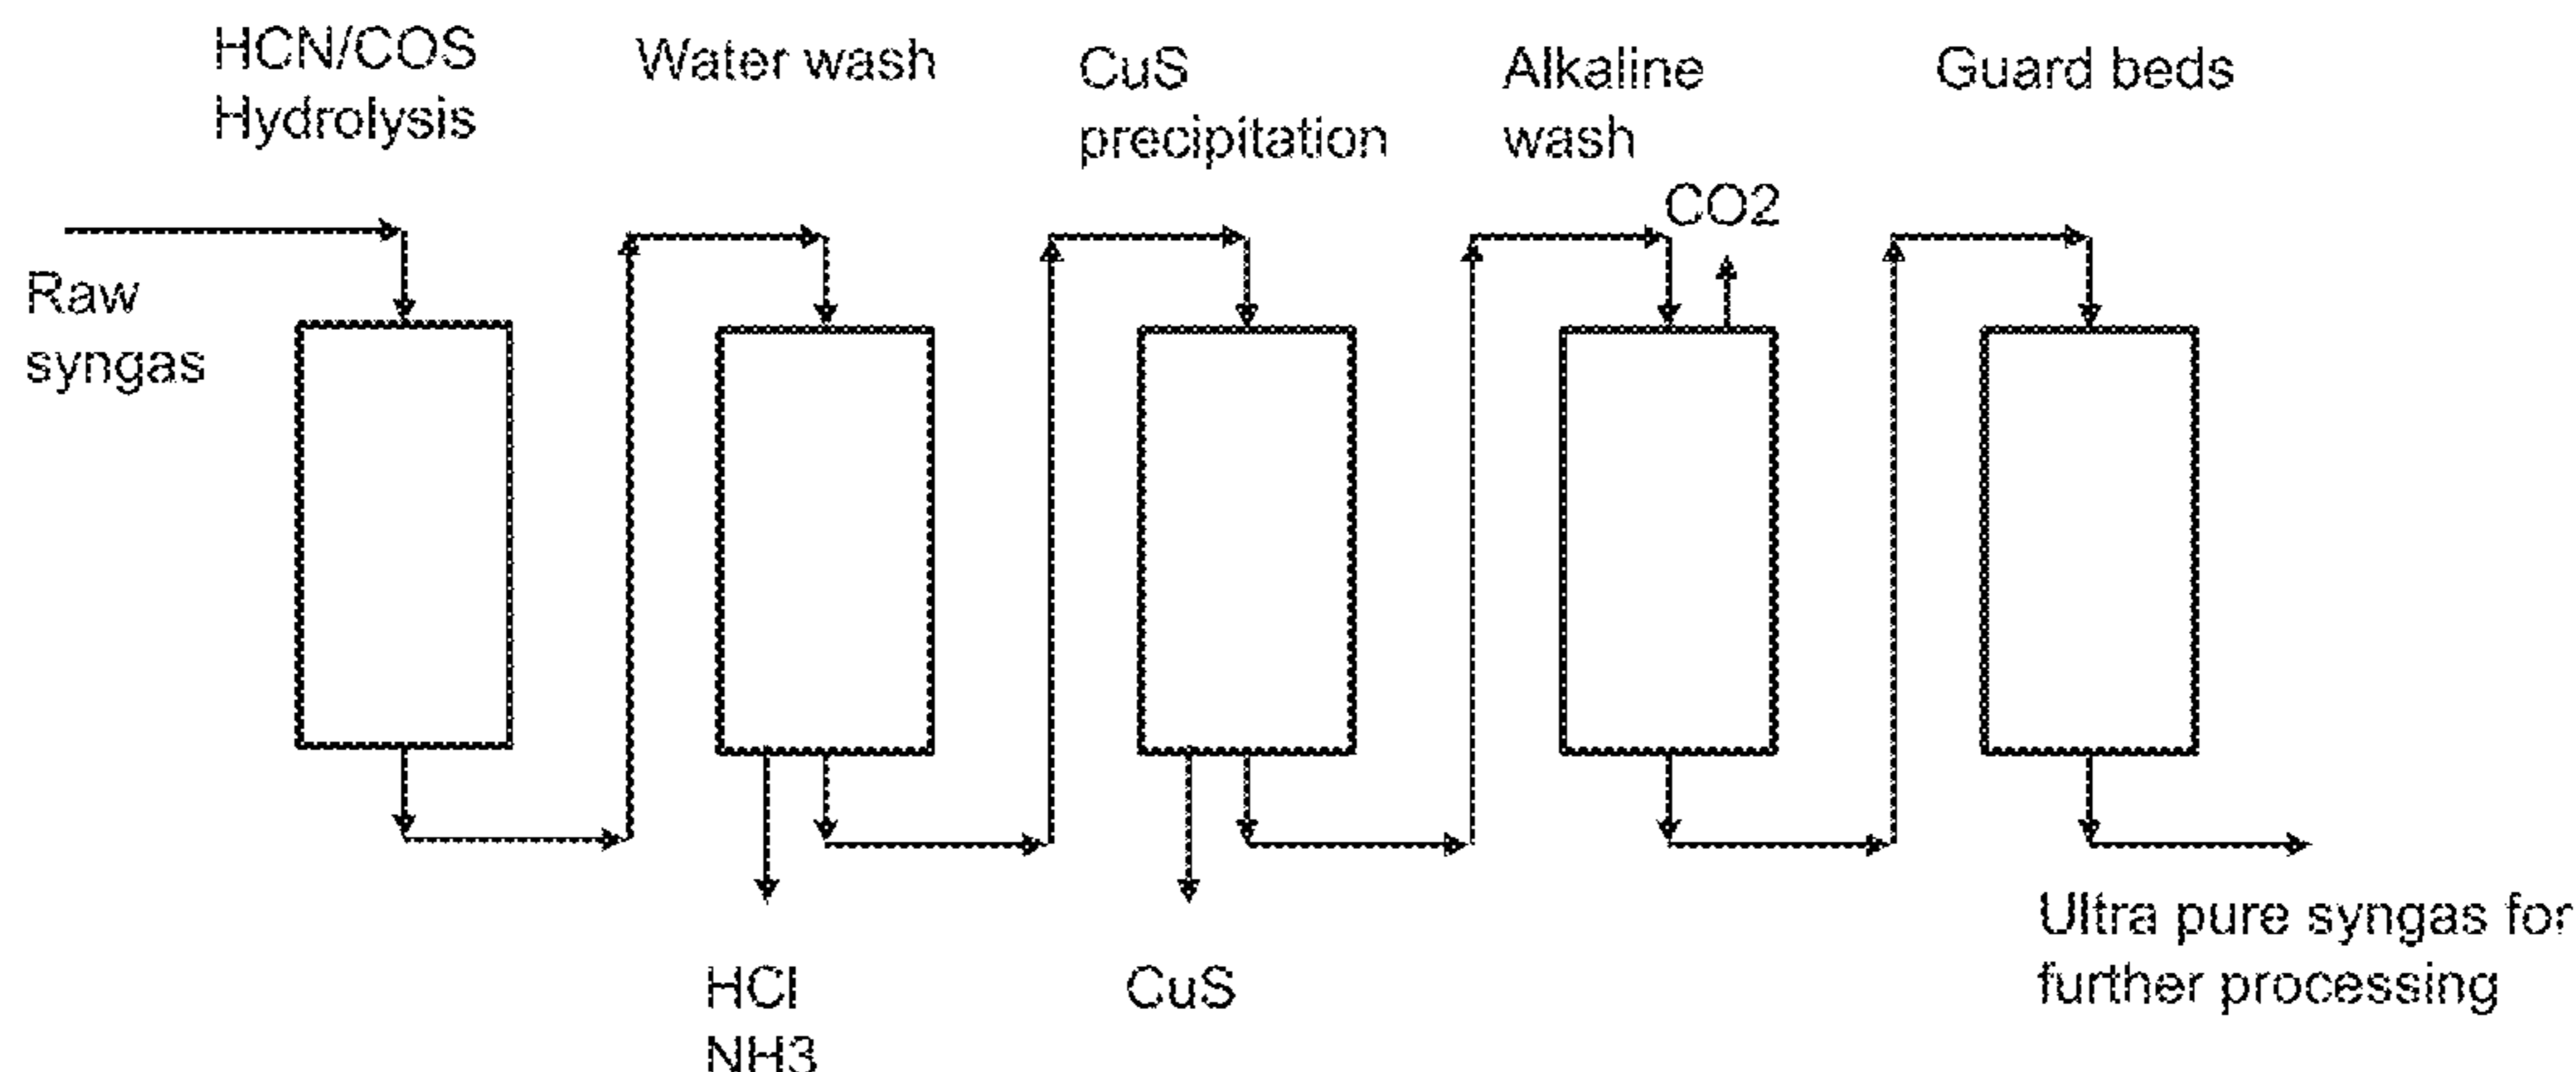 HCN/COS
Hydrolysis
Water wash
CuS
precipitation
Alkaline
wash
Guard beds
CO2
Raw
syngas
HCl
NH3
CuS
Ultra pure syngas for
further processing